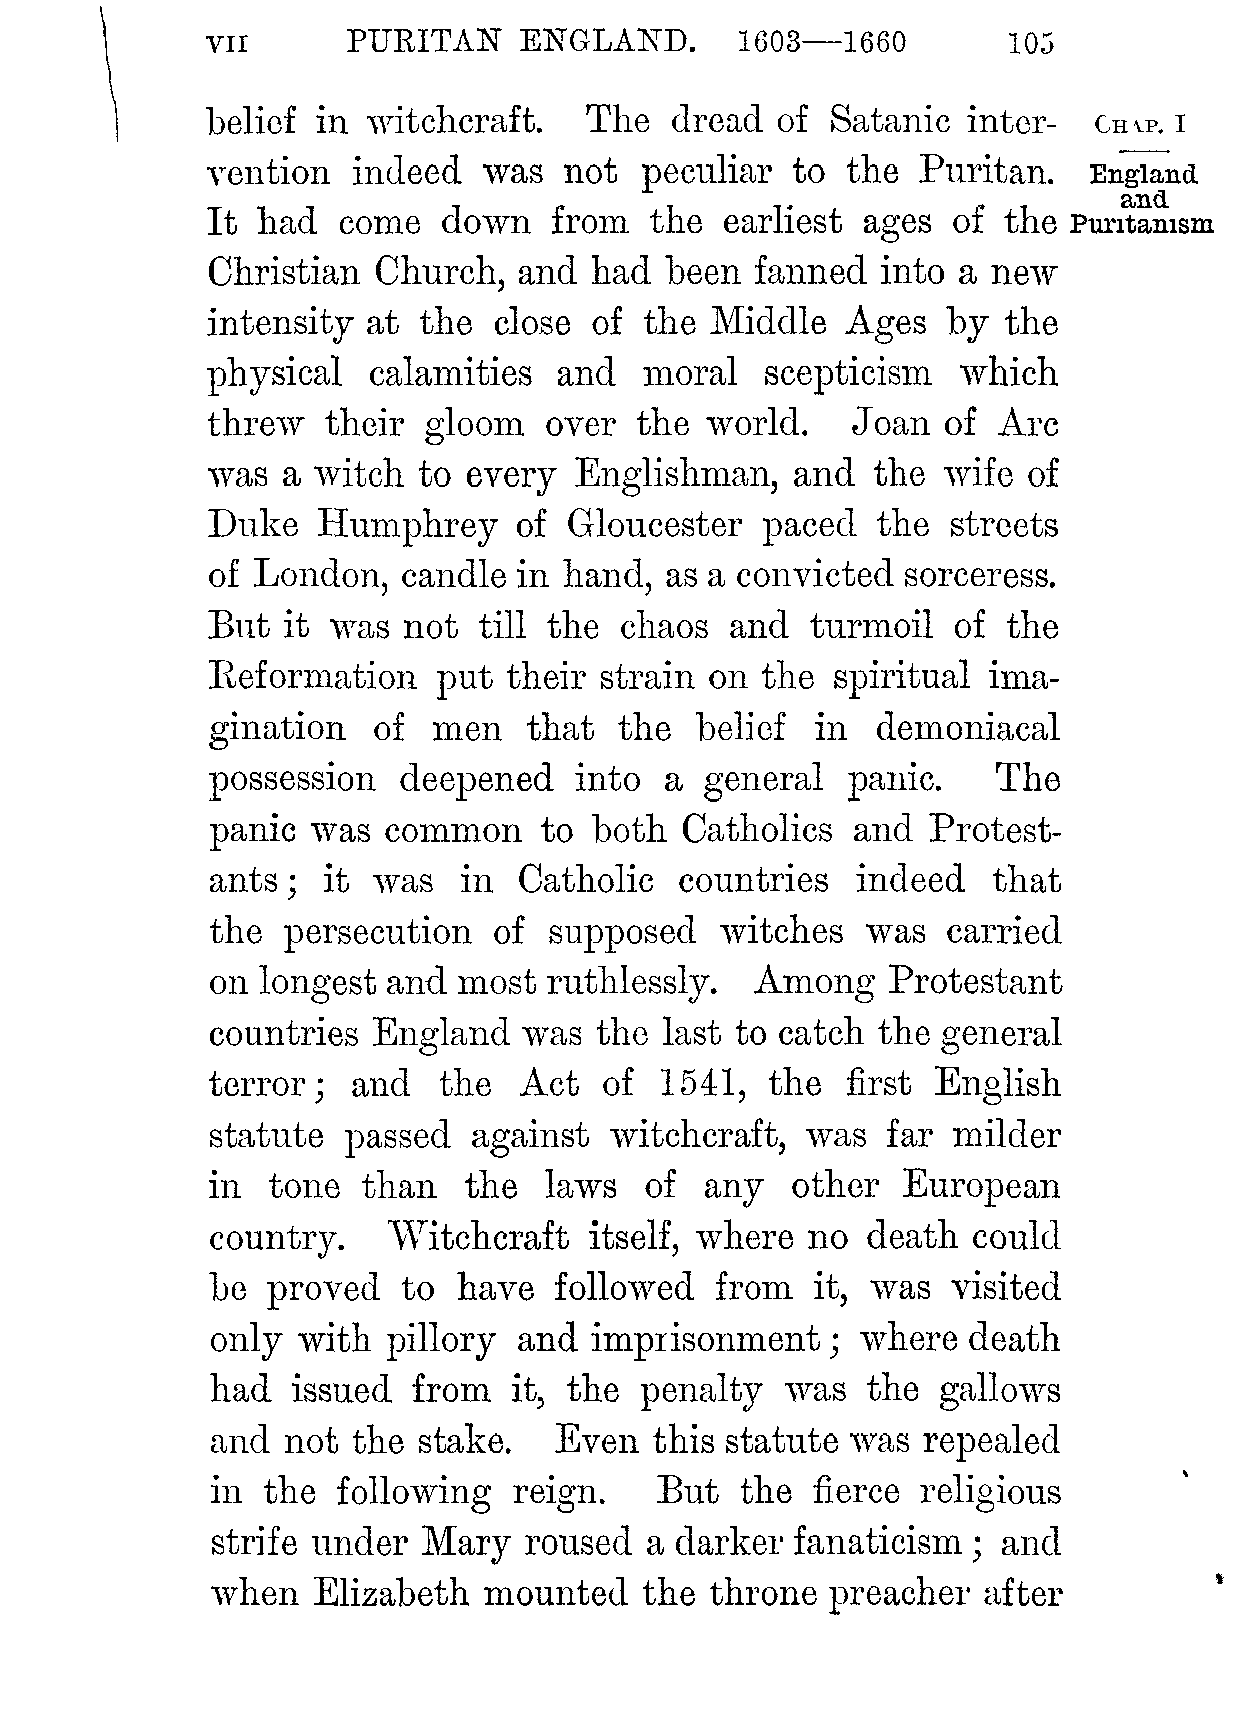 VII PURITAN ENGLAND. 1603—1660 105
belief in witchcraft. The dread of Satanic inter-
vention indeed was not peculiar to the Puritan.
It had come down from the earliest ages of the
Christian Church, and had been fanned into a new
intensity at the close of the Middle Ages by the
physical calamities and moral scepticism which
threw their gloom over the world. Joan of Arc
was a witch to every Englishman, and the wife of
Duke Humphrey of Gloucester paced the streets
of London, candle in hand, as a convicted sorceress.
But it was not till the chaos and turmoil of the
Reformation put their strain on the spiritual ima-
gination of men that the belief in demoniacal
possession deepened into a general panic. The
panic was common to both Catholics and Protest-
ants; it was in Catholic countries indeed that
the persecution of supposed witches was carried
on longest and most ruthlessly. Among Protestant
countries England was the last to catch the general
terror; and the Act of 1541, the first English
statute passed against witchcraft, was far milder
in tone than the laws of any other European
country. Witchcraft itself, where no death could
be proved to have followed from it, was visited
only with pillory and imprisonment; where death
had issued from it, the penalty was the gallows
and not the stake. Even this statute was repealed
in the following reign. But the fierce religious
strife under Mary roused a darker fanaticism; and
when Elizabeth mounted the throne preacher after
CHAP. I
England
and
Puritanism